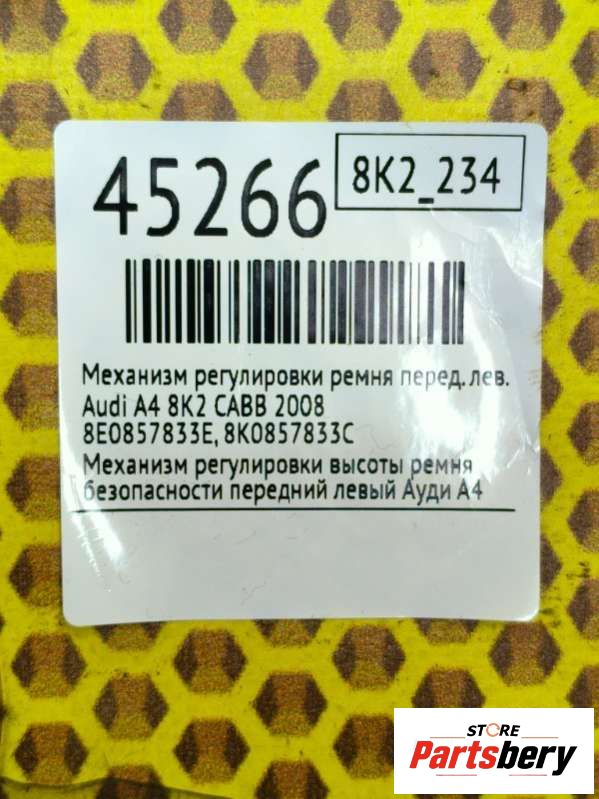 45266
8K2_234
Механизм регулировки ремня перед. лев.
Audi A4 8K2 CABB 2008
8E0857833E, 8K0857833C
Механизм регулировки высоты ремня
безопасности передний левый Ауди А4
STORE
Partsbery